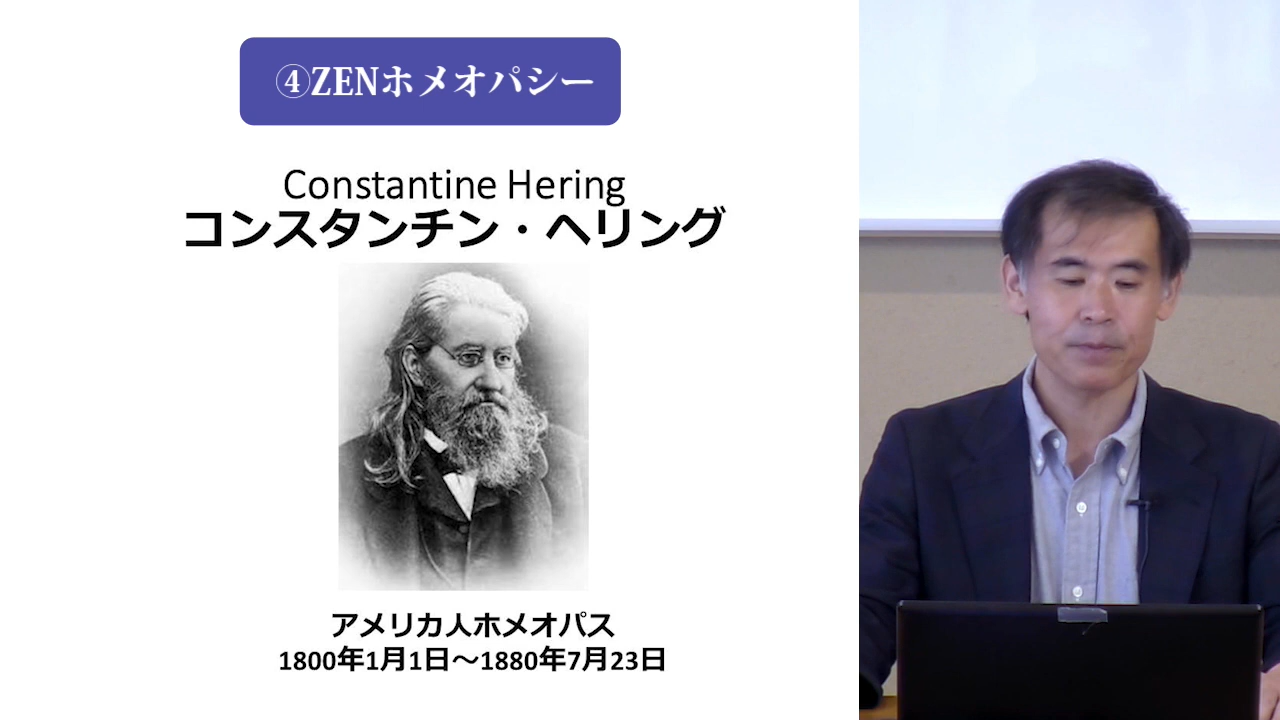 ④ZENホメオパシー
Constantine Hering
コンスタンチン・ヘリング
アメリカ人ホメオパス
1800年1月1日～1880年7月23日